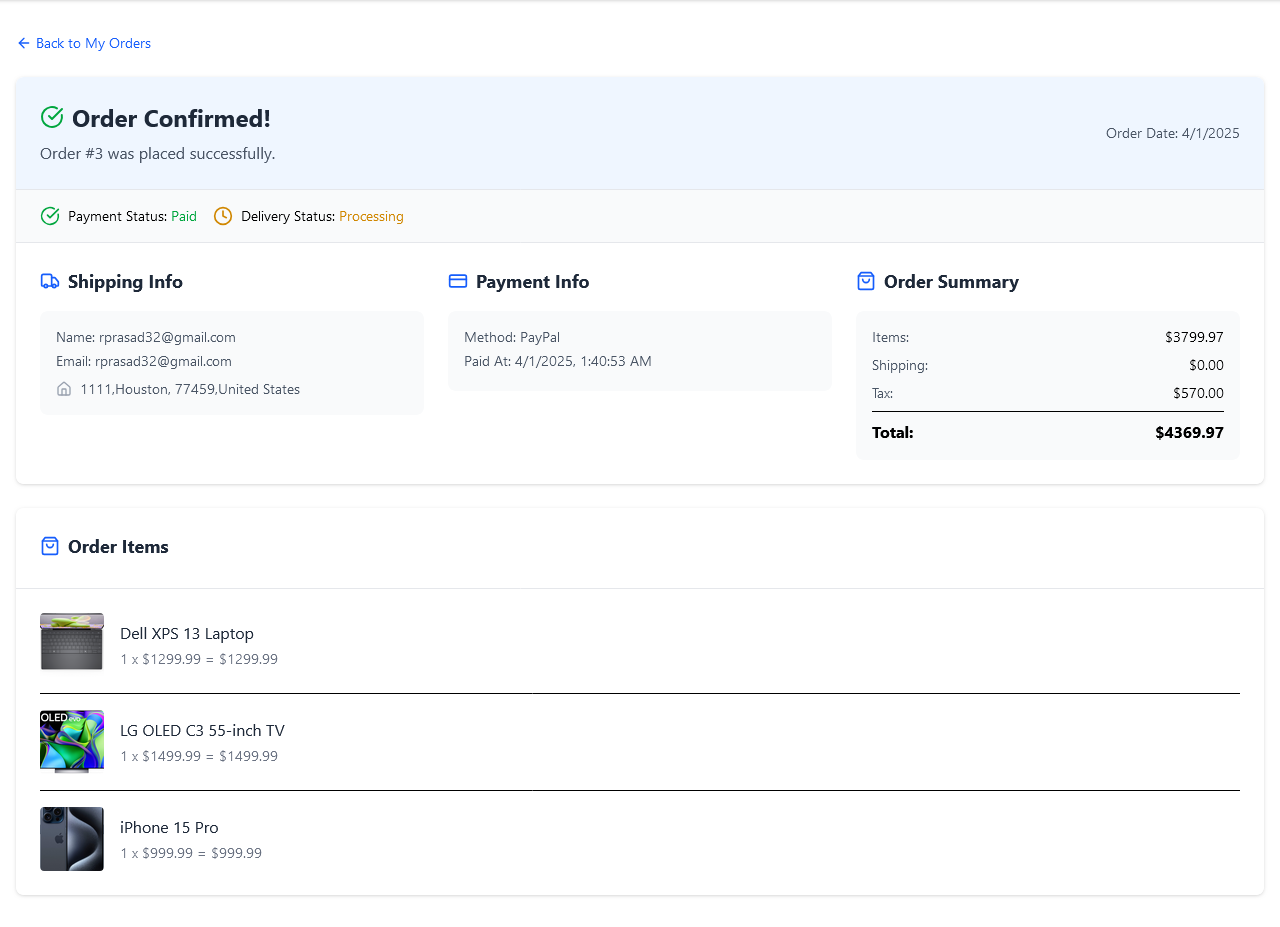 Back to My Orders
Order Confirmed!
Order #3 was placed successfully.
Order Date: 4/1/2025
Payment Status: Paid
Delivery Status: Processing
Shipping Info
Name: rprasad32@gmail.com
Email: rprasad32@gmail.com
1111,Houston, 77459,United States
Payment Info
Method: PayPal
Paid At: 4/1/2025, 1:40:53 AM
Order Summary
Items: $3799.97
Shipping: $0.00
Tax: $570.00
Total: $4369.97
Order Items
Dell XPS 13 Laptop
1 x $1299.99 = $1299.99
OLED evo
LG OLED C3 55-inch TV
1 x $1499.99 = $1499.99
iPhone 15 Pro
1 x $999.99 = $999.99